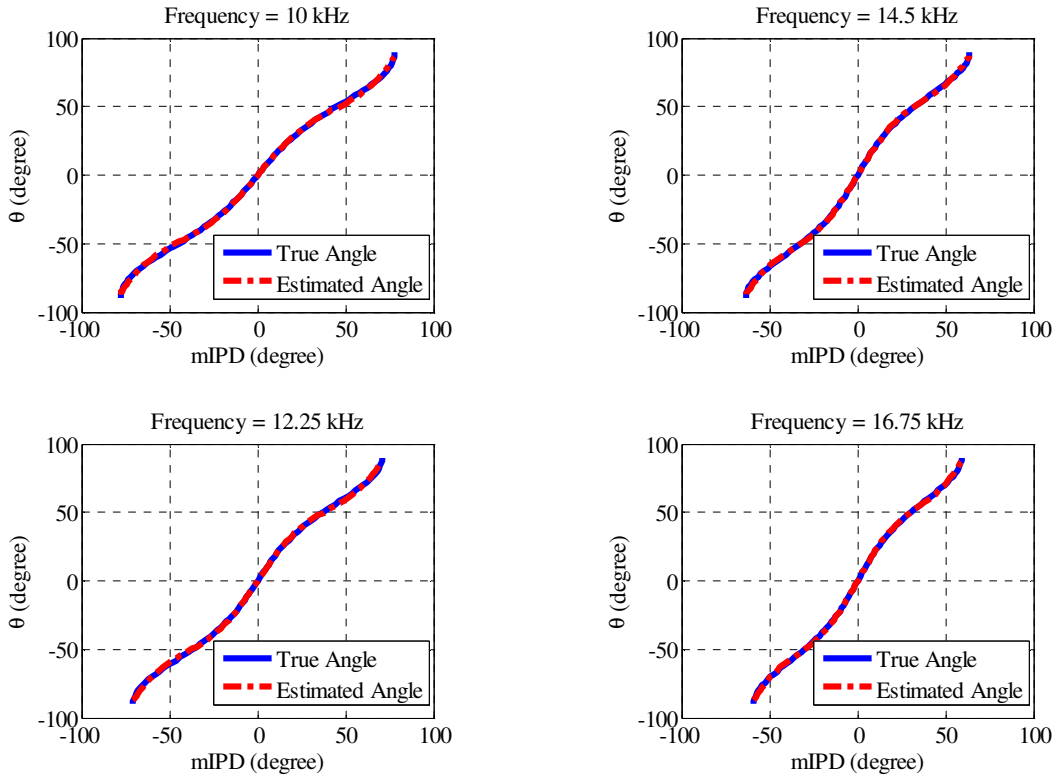 Frequency = 10 kHz
100
50
0
-50
-100
θ (degree)
True Angle
Estimated Angle
-100
-50
0
50
100
mIPD (degree)
Frequency = 14.5 kHz
100
50
0
-50
-100
θ (degree)
True Angle
Estimated Angle
-100
-50
0
50
100
mIPD (degree)
Frequency = 12.25 kHz
100
50
0
-50
-100
θ (degree)
True Angle
Estimated Angle
-100
-50
0
50
100
mIPD (degree)
Frequency = 16.75 kHz
100
50
0
-50
-100
θ (degree)
True Angle
Estimated Angle
-100
-50
0
50
100
mIPD (degree)